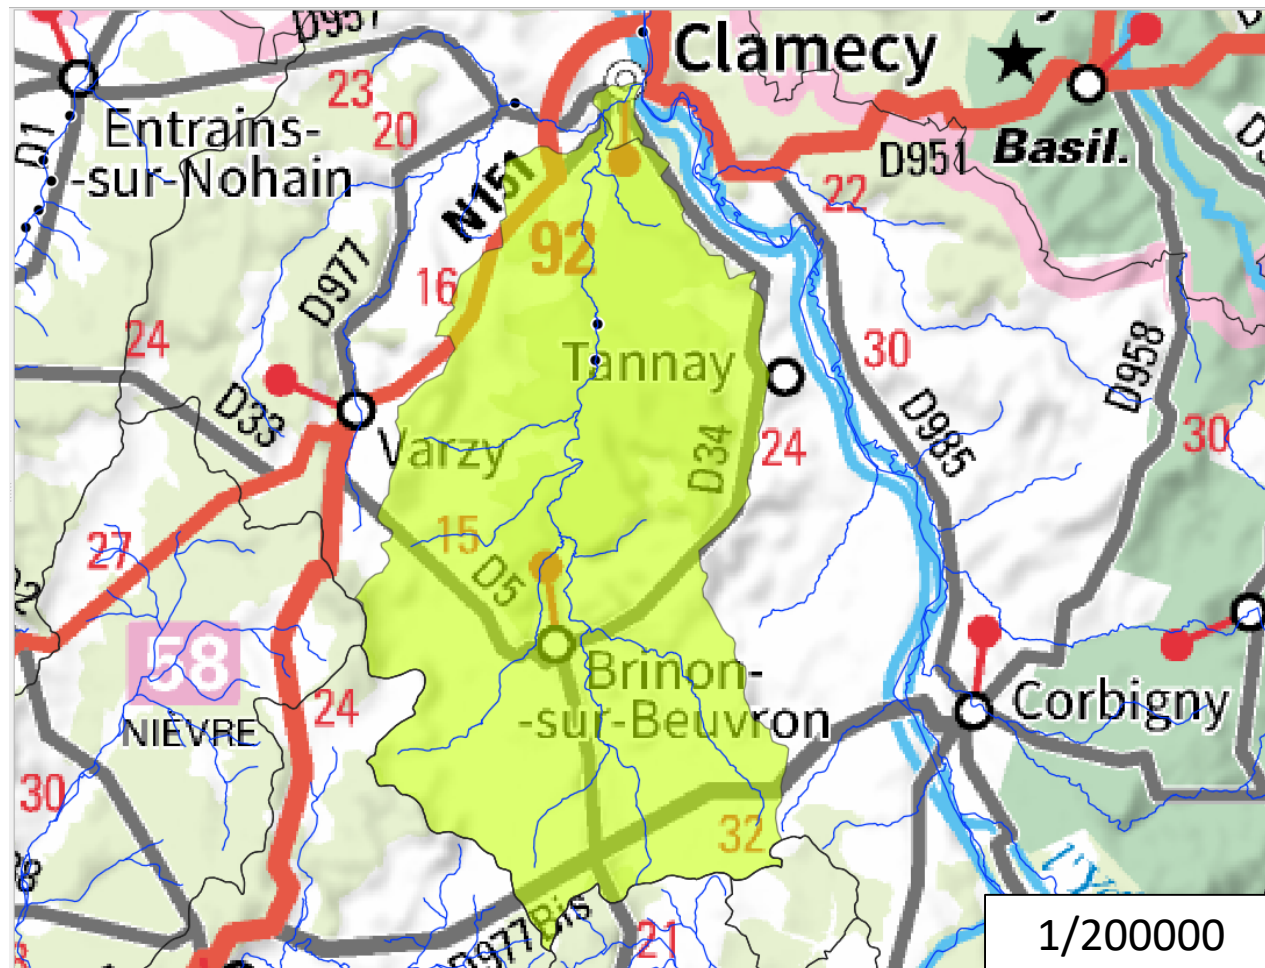 D951
Clamecy
23
20
Entrains-
-sur-Nohain
D1
Basil.
D951
22
N151
92
D977
16
24
30
D958
Tannay
D33
D985
30
Varzy
D34
24
15
27
D5
58
NIÈVRE
24
Brinon-
-sur-Beuvron
Corbigny
30
32
D977Bis
21
1/200000